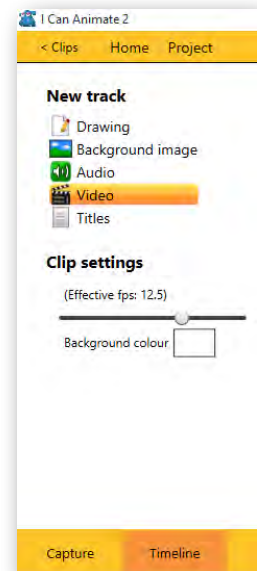 I Can Animate 2
< Clips Home Project
New track
Drawing
Background image
Audio
Video
Titles
Clip settings
(Effective fps: 12.5)
Background colour
Capture Timeline